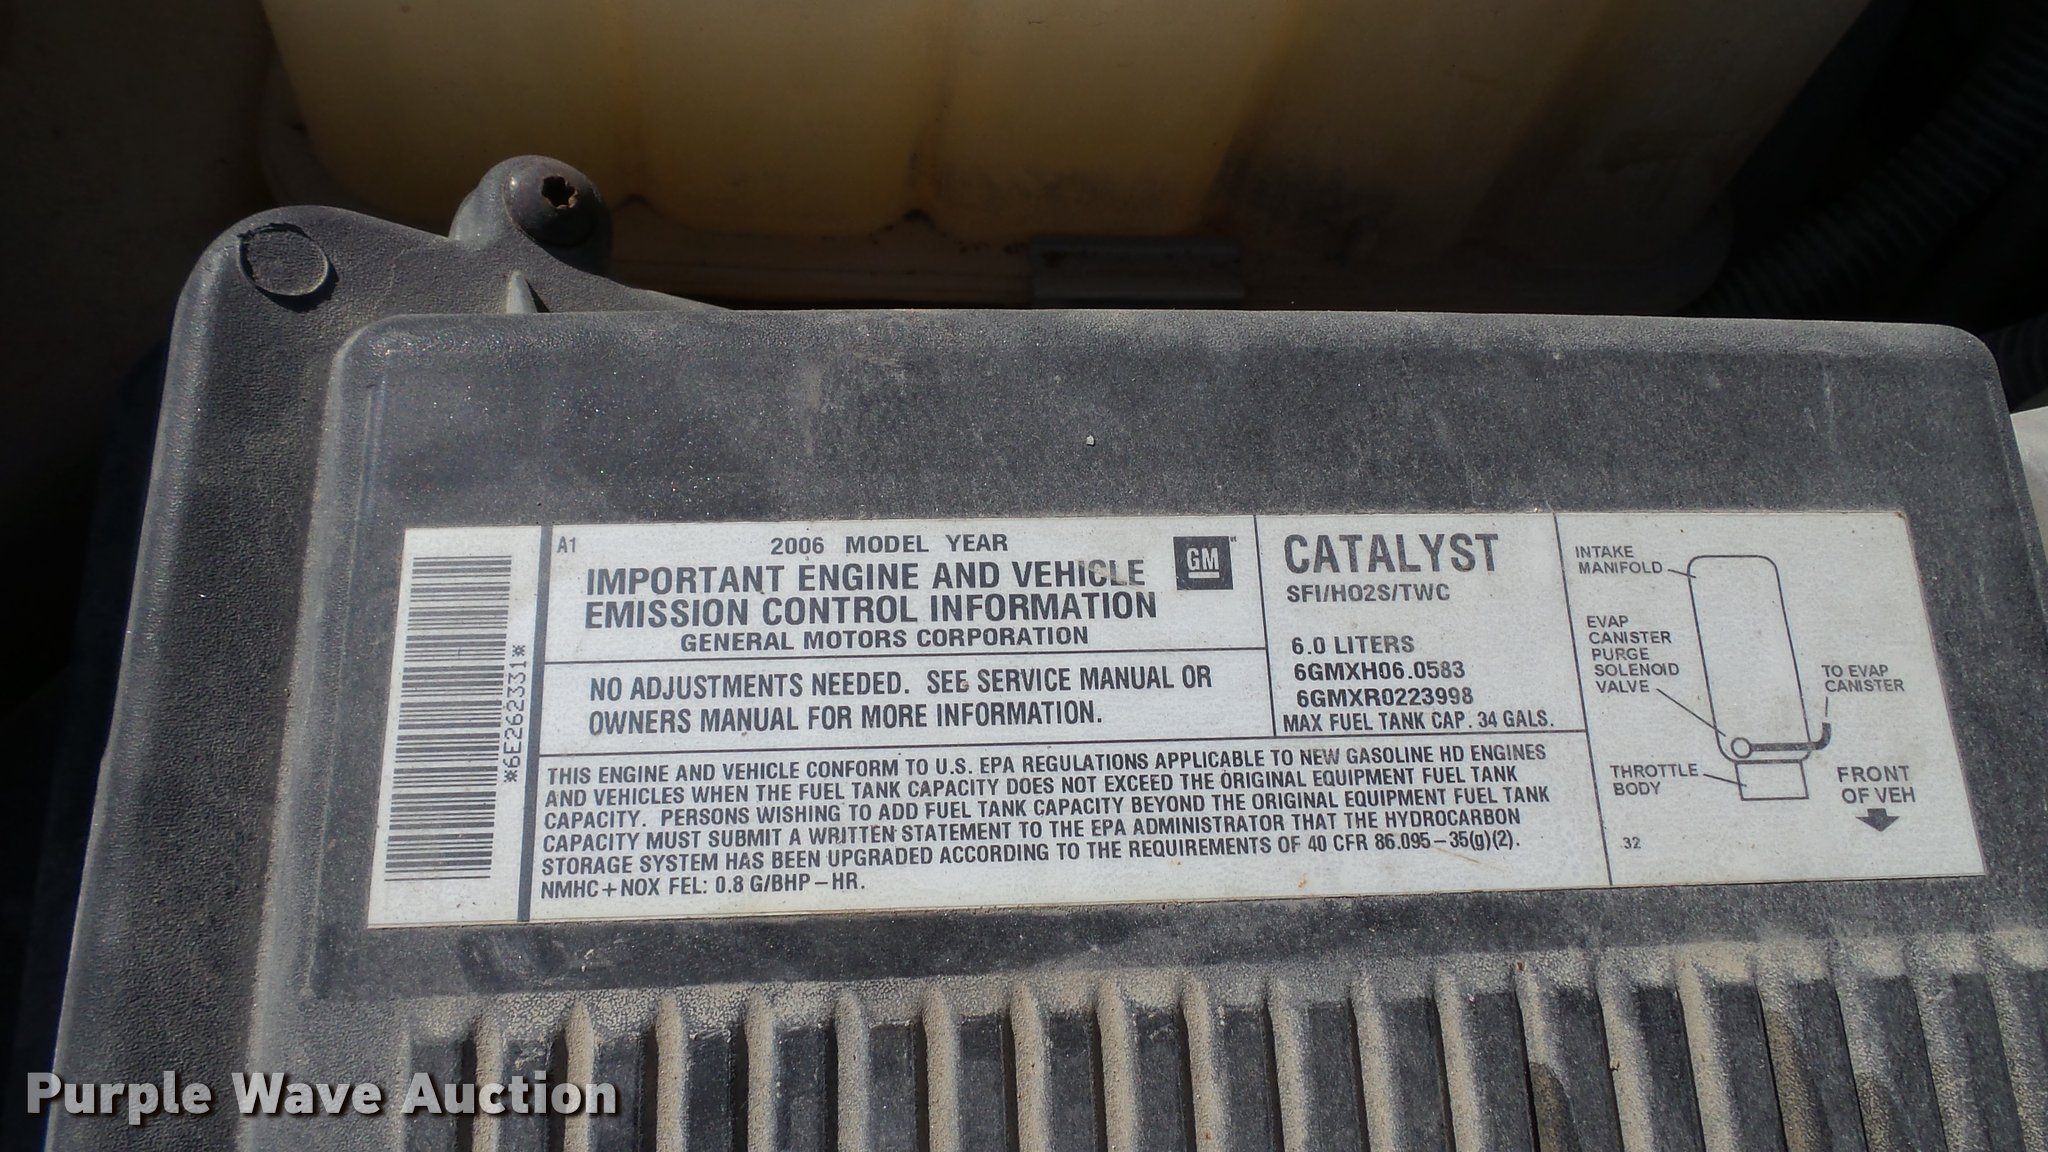 *6E262331*
A1
2006 MODEL YEAR
IMPORTANT ENGINE AND VEHICLE
EMISSION CONTROL INFORMATION
GENERAL MOTORS CORPORATION
GM
NO ADJUSTMENTS NEEDED. SEE SERVICE MANUAL OR
OWNERS MANUAL FOR MORE INFORMATION.
CATALYST
SFI/HO2S/TWC
6.0 LITERS
6GMXH06.0583
6GMXR0223998
MAX FUEL TANK CAP. 34 GALS.
THIS ENGINE AND VEHICLE CONFORM TO U.S. EPA REGULATIONS APPLICABLE TO NEW GASOLINE HD ENGINES
AND VEHICLES WHEN THE FUEL TANK CAPACITY DOES NOT EXCEED THE ORIGINAL EQUIPMENT FUEL TANK
CAPACITY. PERSONS WISHING TO ADD FUEL TANK CAPACITY BEYOND THE ORIGINAL EQUIPMENT FUEL TANK
CAPACITY MUST SUBMIT A WRITTEN STATEMENT TO THE EPA ADMINISTRATOR THAT THE HYDROCARBON
STORAGE SYSTEM HAS BEEN UPGRADED ACCORDING TO THE REQUIREMENTS OF 40 CFR 86.095-35(g)(2).
NMHC+NOX FEL: 0.8 G/BHP-HR.
INTAKE
MANIFOLD
EVAP
CANISTER
PURGE
SOLENOID
VALVE
TO EVAP
CANISTER
THROTTLE
BODY
FRONT
OF VEH
32
Purple Wave Auction